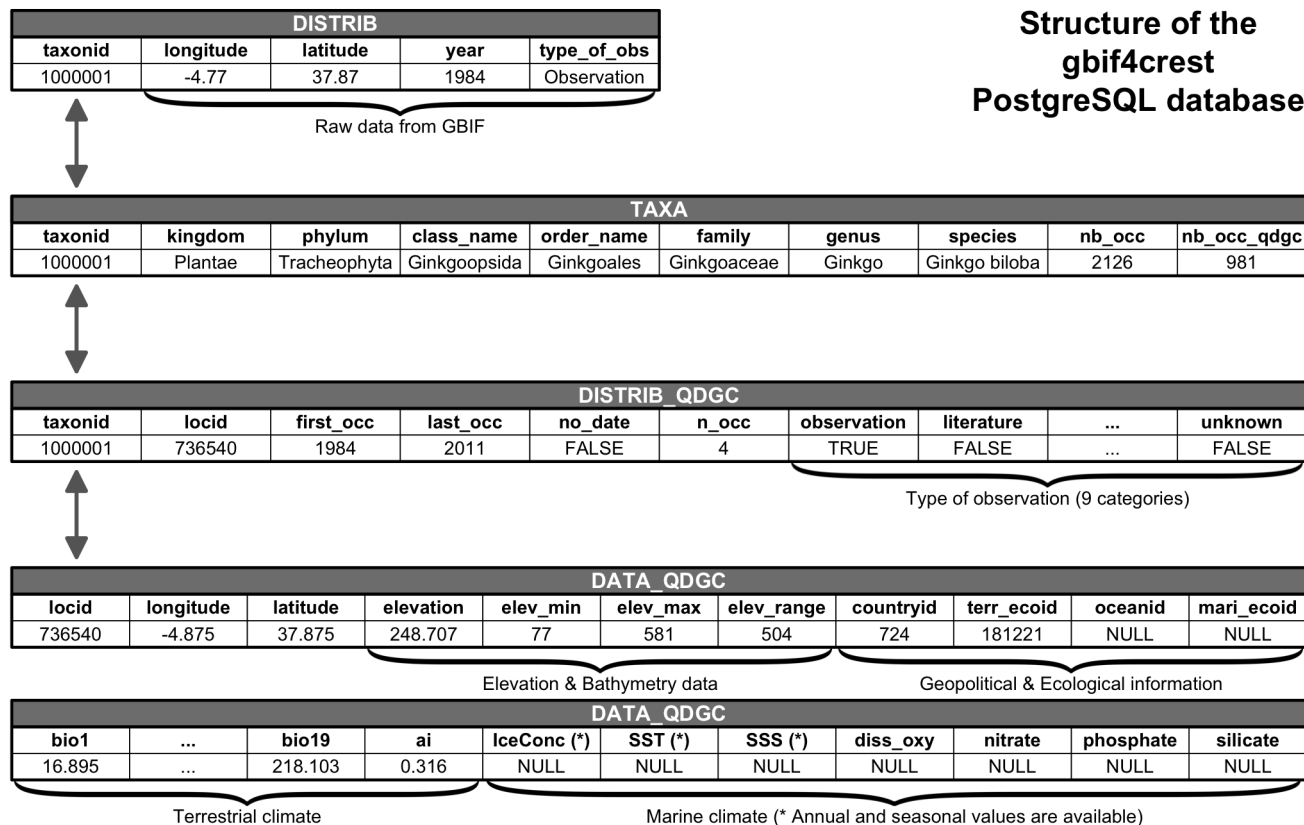 Structure of the
gbif4crest
PostgreSQL database
DISTRIB
taxonid longitude latitude year type_of_obs
1000001 -4.77 37.87 1984 Observation
Raw data from GBIF
TAXA
taxonid kingdom phylum class_name order_name family genus species nb_occ nb_occ_qdgc
1000001 Plantae Tracheophyta Ginkgoopsida Ginkgoales Ginkgoaceae Ginkgo Ginkgo biloba 2126 981
DISTRIB_QDGC
taxonid locid first_occ last_occ no_date n_occ observation literature ... unknown
1000001 736540 1984 2011 FALSE 4 TRUE FALSE ... FALSE
Type of observation (9 categories)
DATA_QDGC
locid longitude latitude elevation elev_min elev_max elev_range countryid terr_ecoid oceanid mari_ecoid
736540 -4.875 37.875 248.707 77 581 504 724 181221 NULL NULL
Elevation & Bathymetry data Geopolitical & Ecological information
DATA_QDGC
bio1 ... bio19 ai IceConc (*) SST (*) SSS (*) diss_oxy nitrate phosphate silicate
16.895 ... 218.103 0.316 NULL NULL NULL NULL NULL NULL NULL
Terrestrial climate Marine climate (* Annual and seasonal values are available)